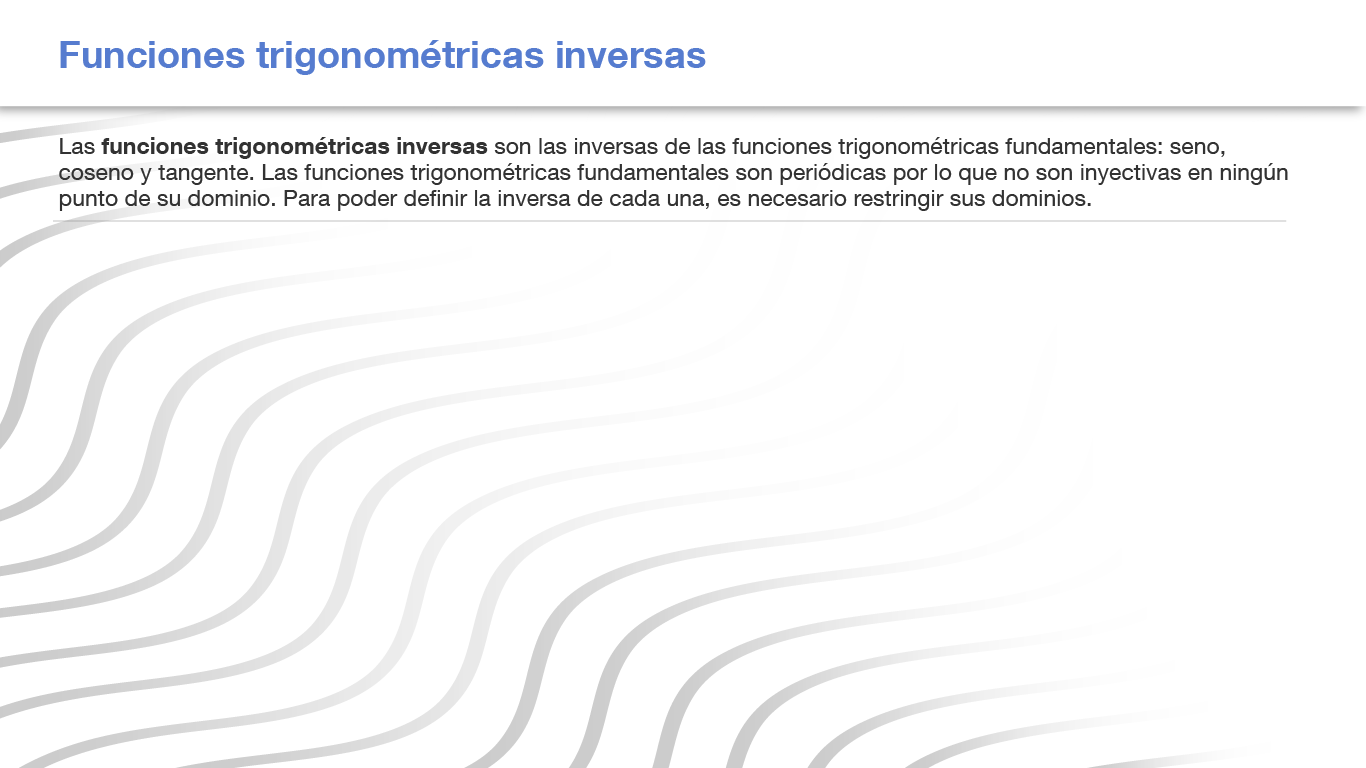 Funciones trigonométricas inversas
Las funciones trigonométricas inversas son las inversas de las funciones trigonométricas fundamentales: seno,
coseno y tangente. Las funciones trigonométricas fundamentales son periódicas por lo que no son inyectivas en ningún
punto de su dominio. Para poder definir la inversa de cada una, es necesario restringir sus dominios.